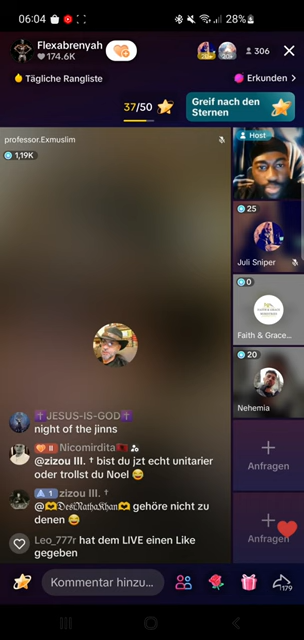 06:04
28%
Flexabrenyah
174.6K
306
Tägliche Rangliste
Erkunden
37/50
Greif nach den
Sternen
professor.Exmuslim
1,19K
Host
25
Juli Sniper
0
Faith & Grace...
20
Nehemia
✝️JESUS-IS-GOD✝️
night of the jinns
II Nicomirdita🇦🇱
@zizou III. † bist du jzt echt unitarier
oder trollst du Noel 😂
1 zizou III. †
@🫶𝔇𝔢𝔰𝔦𝔑𝔞𝔱𝔥𝔞𝔎𝔥𝔞𝔫🫶 gehöre nicht zu
denen 😂
Leo_777r hat dem LIVE einen Like
gegeben
Anfragen
Anfragen
Kommentar hinzu...
179